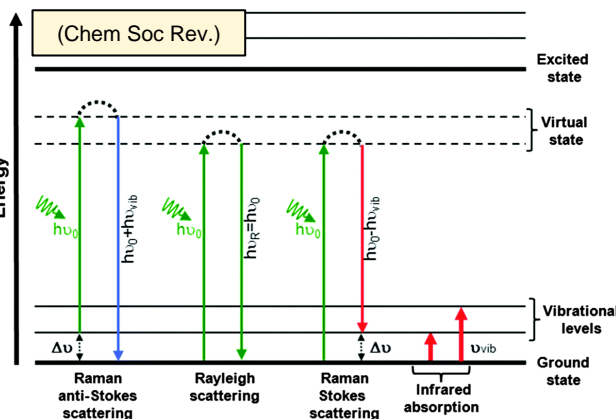 (Chem Soc Rev.)
Energy
Excited
state
Virtual
state
hυ0
hυ0+hυvib
hυ0
hυR=hυ0
hυ0
hυ0-hυvib
Vibrational
levels
Δυ
Δυ
υvib
Ground
state
Raman
anti-Stokes
scattering
Rayleigh
scattering
Raman
Stokes
scattering
Infrared
absorption